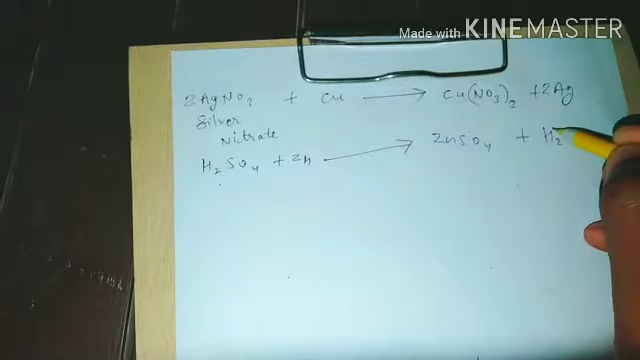 Made with KINEMASTER
2AgNO3 + Cu → Cu(NO3)2 + 2Ag
Silver
Nitrate
H2SO4 + Zn → ZnSO4 + H2